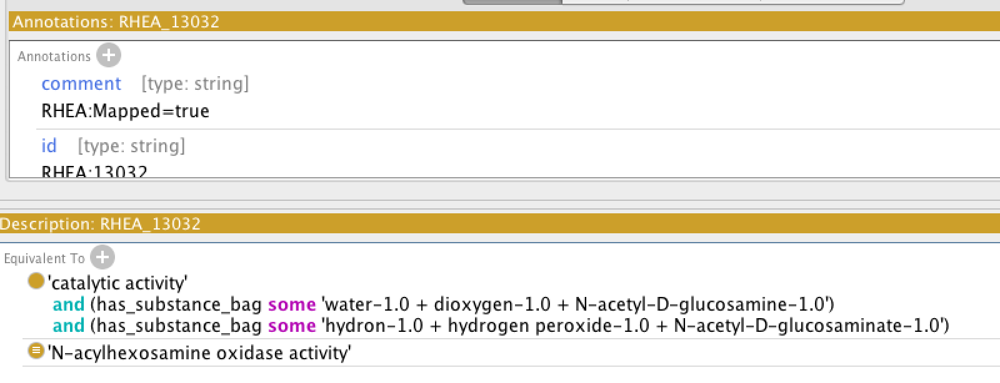 Annotations: RHEA_13032
Annotations
comment [type: string]
RHEA:Mapped=true
id [type: string]
RHEA:13032
Description: RHEA_13032
Equivalent To
'catalytic activity'
and (has_substance_bag some 'water-1.0 + dioxygen-1.0 + N-acetyl-D-glucosamine-1.0')
and (has_substance_bag some 'hydron-1.0 + hydrogen peroxide-1.0 + N-acetyl-D-glucosaminate-1.0')
'N-acylhexosamine oxidase activity'